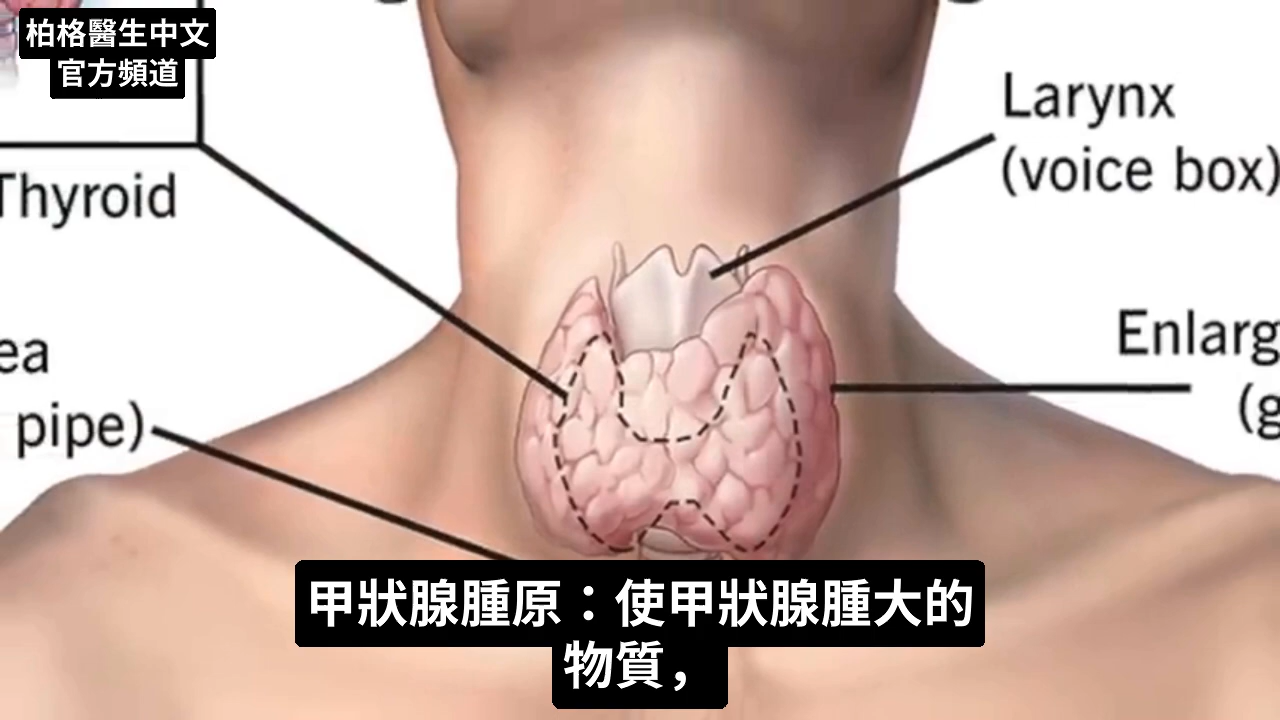 柏格醫生中文
官方頻道
Larynx
(voice box)
Thyroid
Enlarg
ea
(g
pipe)
甲狀腺腫原：使甲狀腺腫大的
物質，